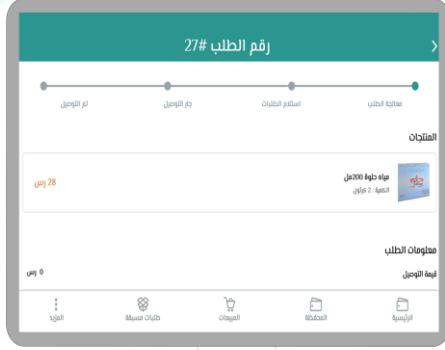 رقم الطلب #27
معالجة الطلب
استلام الطلبات
جار التوصيل
تم التوصيل
المنتجات
مياه حلوة 200مل
الكمية : 2 كرتون
28 رس
معلومات الطلب
قيمة التوصيل
0 رس
الرئيسية
المحفظة
المبيعات
طلبات مسبقة
المزيد